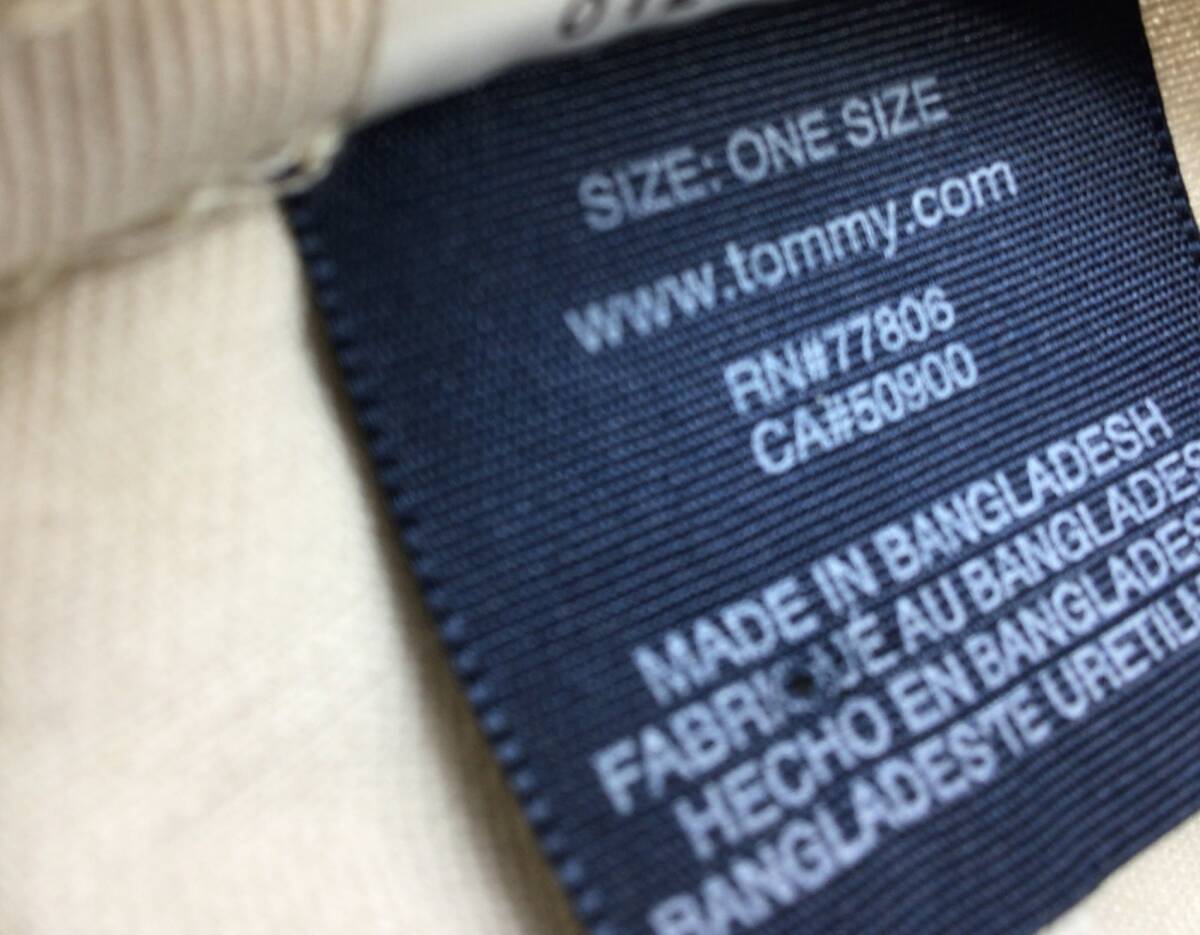 SIZE: ONE SIZE
www.tommy.com
RN#77806
CA#50900
MADE IN BANGLADESH
FABRIQUE AU BANGLADES
HECHO EN BANGLADES
BANGLADES'TE URETIL